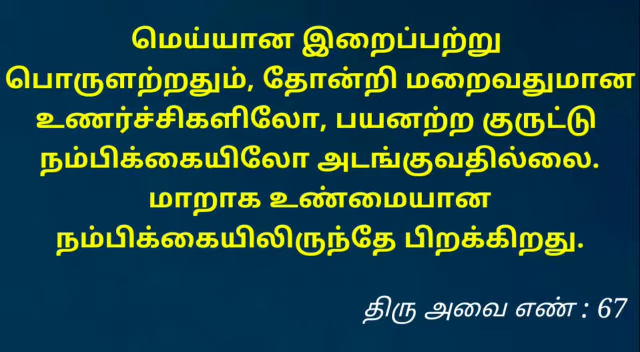 மெய்யான இறைப்பற்று
பொருளற்றதும், தோன்றி மறைவதுமான
உணர்ச்சிகளிலோ, பயனற்ற குருட்டு
நம்பிக்கையிலோ அடங்குவதில்லை.
மாறாக உண்மையான
நம்பிக்கையிலிருந்தே பிறக்கிறது.
திரு அவை எண் : 67